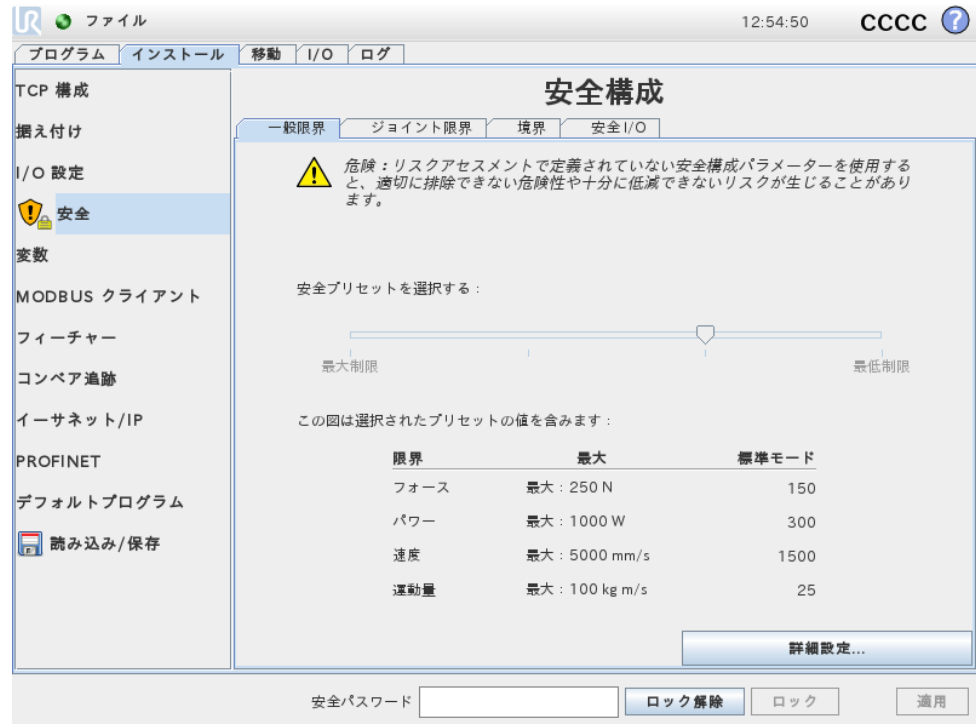 UR ファイル 12:54:50 CCCC ?
プログラム インストール 移動 I/O ログ
TCP 構成
据え付け
I/O 設定
安全
変数
MODBUS クライアント
フィーチャー
コンベア追跡
イーサネット/IP
PROFINET
デフォルトプログラム
読み込み/保存
安全構成
一般限界 ジョイント限界 境界 安全I/O
危険：リスクアセスメントで定義されていない安全構成パラメーターを使用する
と、適切に排除できない危険性や十分に低減できないリスクが生じることがあり
ます。
安全プリセットを選択する：
最大制限 最低制限
この図は選択されたプリセットの値を含みます：
限界 最大 標準モード
フォース 最大：250 N 150
パワー 最大：1000 W 300
速度 最大：5000 mm/s 1500
運動量 最大：100 kg m/s 25
詳細設定...
安全パスワード ロック解除 ロック 適用